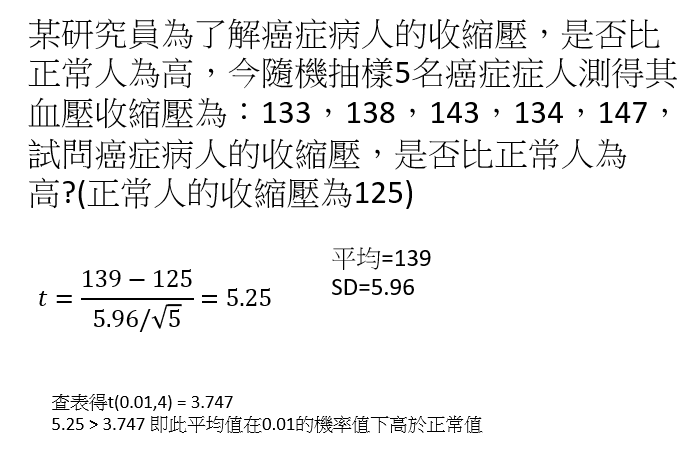 某研究員為了解癌症病人的收縮壓，是否比
正常人為高，今隨機抽樣5名癌症症人測得其
血壓收縮壓為：133，138，143，134，147，
試問癌症病人的收縮壓，是否比正常人為
高?(正常人的收縮壓為125)
平均=139
SD=5.96
t = (139 − 125) / (5.96/√5) = 5.25
查表得t(0.01,4) = 3.747
5.25 > 3.747 即此平均值在0.01的機率值下高於正常值